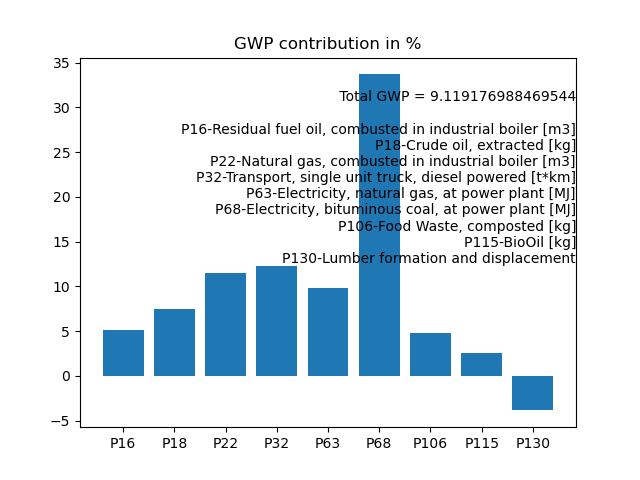 GWP contribution in %
35
30
25
20
15
10
5
0
−5
Total GWP = 9.119176988469544
P16-Residual fuel oil, combusted in industrial boiler [m3]
P18-Crude oil, extracted [kg]
P22-Natural gas, combusted in industrial boiler [m3]
P32-Transport, single unit truck, diesel powered [t*km]
P63-Electricity, natural gas, at power plant [MJ]
P68-Electricity, bituminous coal, at power plant [MJ]
P106-Food Waste, composted [kg]
P115-BioOil [kg]
P130-Lumber formation and displacement
P16 P18 P22 P32 P63 P68 P106 P115 P130